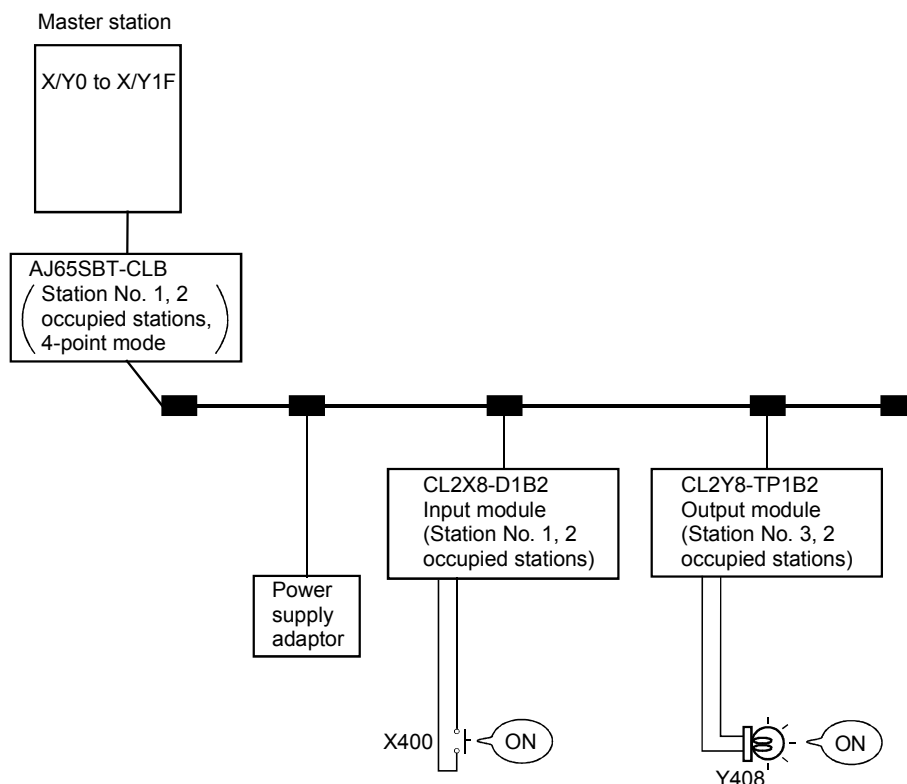 Master station
X/Y0 to X/Y1F
AJ65SBT-CLB
Station No. 1, 2
occupied stations,
4-point mode
CL2X8-D1B2
Input module
(Station No. 1, 2
occupied stations)
CL2Y8-TP1B2
Output module
(Station No. 3, 2
occupied stations)
Power
supply
adaptor
X400
ON
ON
Y408